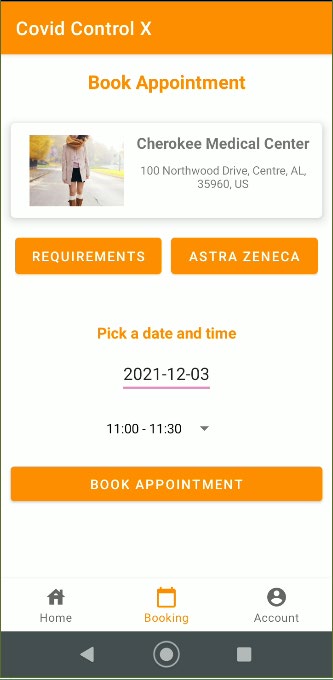 Covid Control X
Book Appointment
Cherokee Medical Center
100 Northwood Drive, Centre, AL,
35960, US
REQUIREMENTS
ASTRA ZENECA
Pick a date and time
2021-12-03
11:00 - 11:30
BOOK APPOINTMENT
Home
Booking
Account